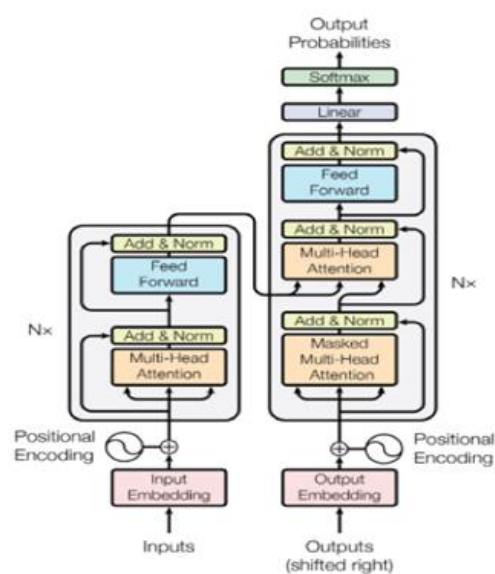 Output
Probabilities
Softmax
Linear
Add & Norm
Feed
Forward
Add & Norm
Multi-Head
Attention
Nx
Add & Norm
Masked
Multi-Head
Attention
Positional
Encoding
Output
Embedding
Outputs
(shifted right)
Add & Norm
Feed
Forward
Nx
Add & Norm
Multi-Head
Attention
Positional
Encoding
Input
Embedding
Inputs